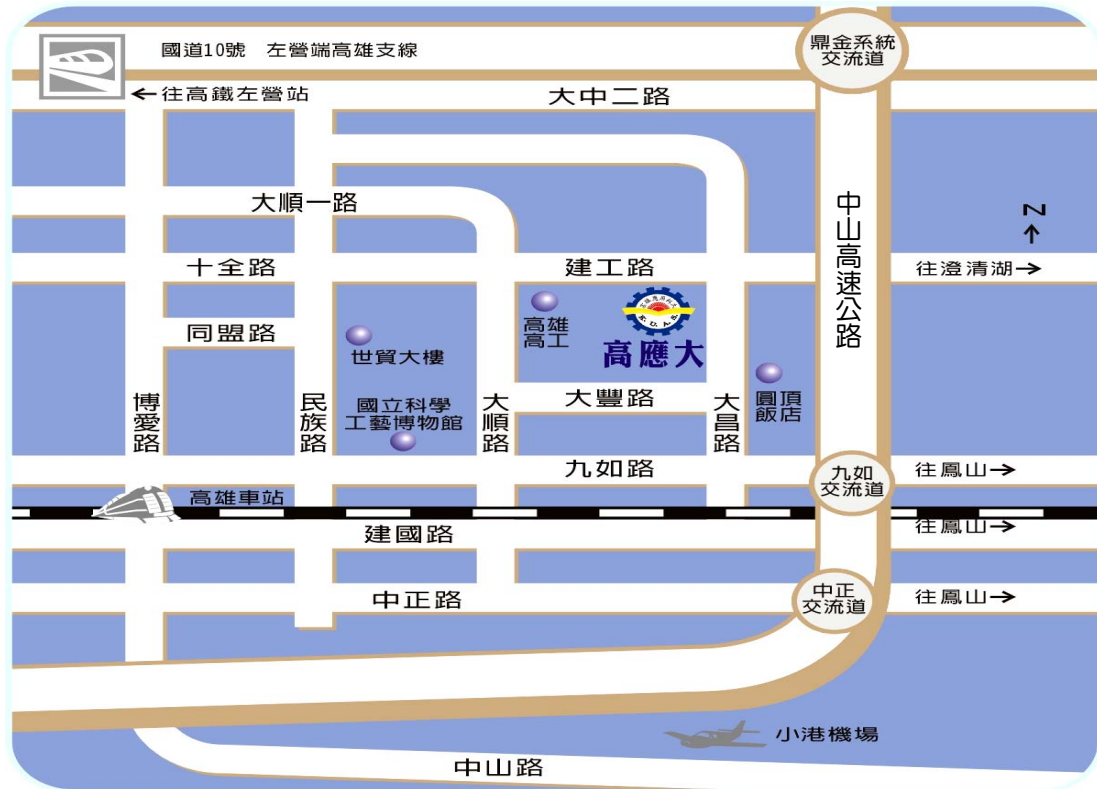 國道10號 左營端高雄支線
鼎金系統
交流道
←往高鐵左營站
大中二路
大順一路
中山高速公路
N
↑
十全路
建工路
往澄清湖→
高雄
高工
高應大
同盟路
世貿大樓
圓頂
飯店
博愛路
民族路
國立科學
工藝博物館
大順路
大豐路
大昌路
九如路
九如
交流道
往鳳山→
高雄車站
建國路
往鳳山→
中正路
中正
交流道
往鳳山→
小港機場
中山路